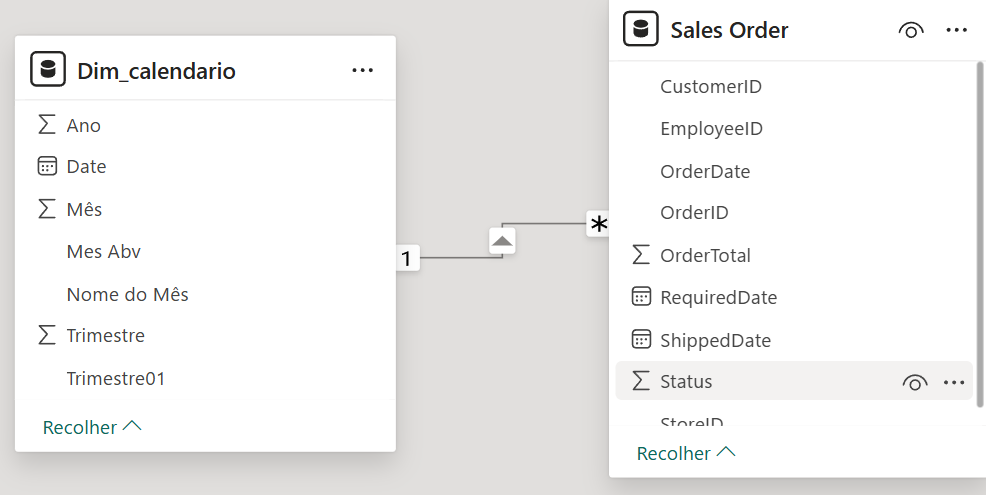 Dim_calendario
Ano
Date
Mês
Mes Abv
Nome do Mês
Trimestre
Trimestre01
Recolher
1
*
Sales Order
CustomerID
EmployeeID
OrderDate
OrderID
OrderTotal
RequiredDate
ShippedDate
Status
StoreID
Recolher